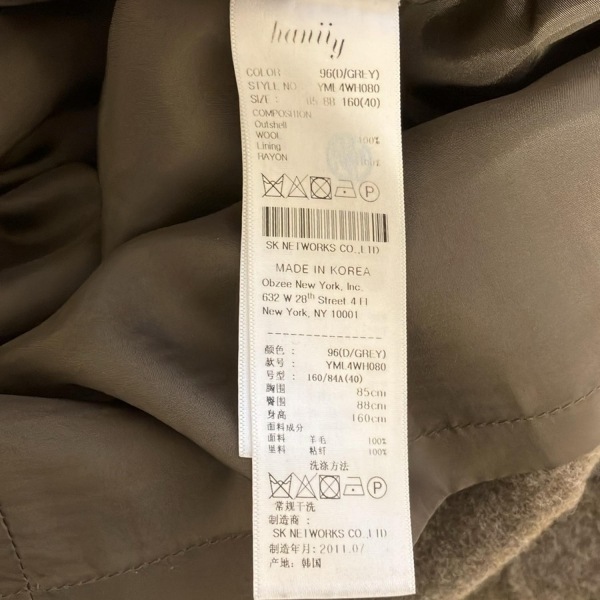 haniiy
COLOR : 96(D/GREY)
STYLE NO YML4WH080
SIZE : 85 88 160(40)
COMPOSITION
Outshell
WOOL 100%
Lining
RAYON 100%
P
SK NETWORKS CO.,LTD
MADE IN KOREA
Obzee New York, Inc.
632 W 28th Street 4 Fl
New York, NY 10001
颜色 : 96(D/GREY)
款号 : YML4WH080
号型 : 160/84A(40)
胸围 85cm
臀围 88cm
身高 160cm
面料成分
面料 羊毛 100%
里料 粘纤 100%
洗涤方法
P
常规干洗
制造商 :
SK NETWORKS CO.,LTD
制造年月: 2011.07
产地: 韩国